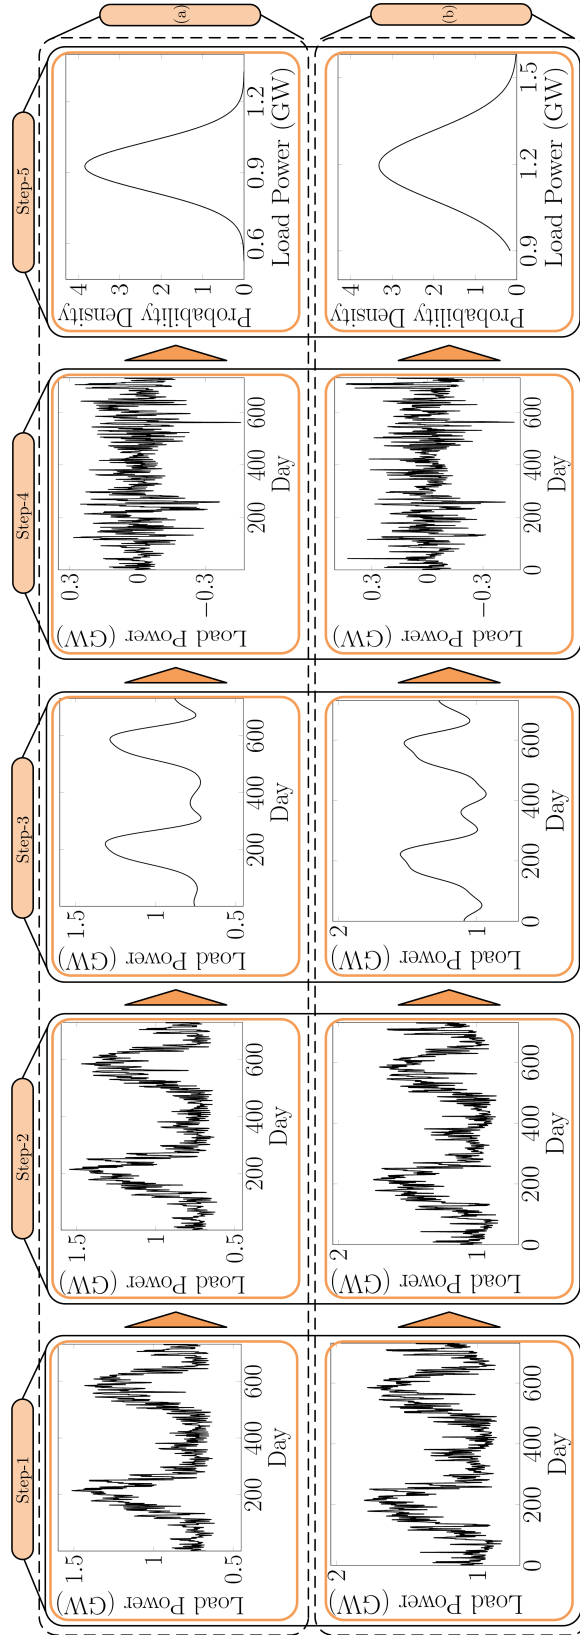 Step-1
Step-2
Step-3
Step-4
Step-5
Load Power (GW)
1.5
1
0.5
200 400 600
Day
Load Power (GW)
1.5
1
0.5
200 400 600
Day
Load Power (GW)
1.5
1
0.5
200 400 600
Day
Load Power (GW)
0.3
0
−0.3
200 400 600
Day
Probability Density
4
3
2
1
0
0.6 0.9 1.2
Load Power (GW)
(a)
Load Power (GW)
2
1
0 200 400 600
Day
Load Power (GW)
2
1
0 200 400 600
Day
Load Power (GW)
2
1
0 200 400 600
Day
Load Power (GW)
0.3
0
−0.3
0 200 400 600
Day
Probability Density
4
3
2
1
0
0.9 1.2 1.5
Load Power (GW)
(b)